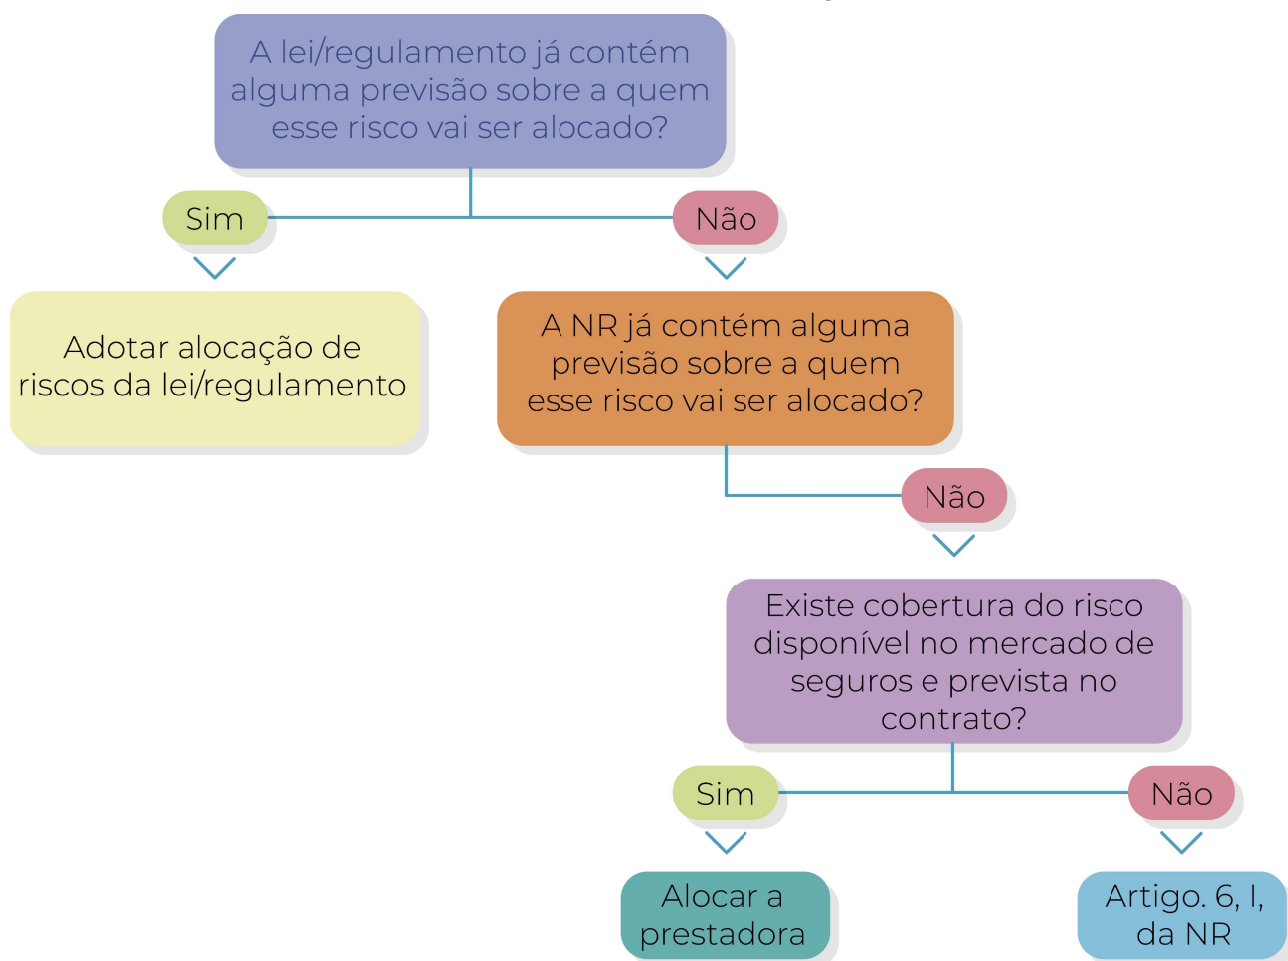 A lei/regulamento já contém
alguma previsão sobre a quem
esse risco vai ser alocado?
Sim
Não
Adotar alocação de
riscos da lei/regulamento
A NR já contém alguma
previsão sobre a quem
esse risco vai ser alocado?
Não
Existe cobertura do risco
disponível no mercado de
seguros e prevista no
contrato?
Sim
Não
Alocar a
prestadora
Artigo. 6, I,
da NR